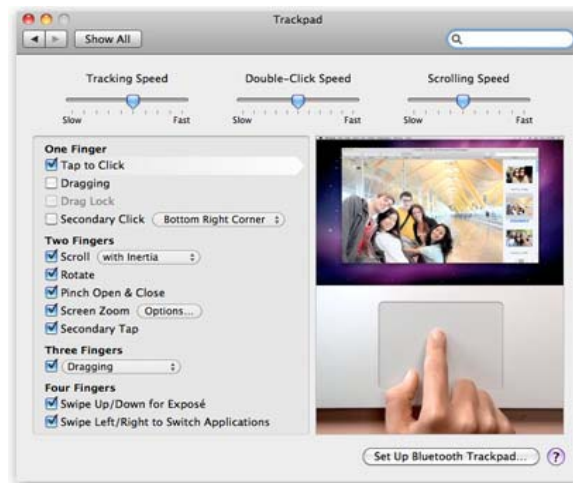 Trackpad
Show All
Tracking Speed Double-Click Speed Scrolling Speed
Slow Fast Slow Fast Slow Fast
One Finger
Tap to Click
Dragging
Drag Lock
Secondary Click Bottom Right Corner
Two Fingers
Scroll with Inertia
Rotate
Pinch Open & Close
Screen Zoom Options...
Secondary Tap
Three Fingers
Dragging
Four Fingers
Swipe Up/Down for Exposé
Swipe Left/Right to Switch Applications
Set Up Bluetooth Trackpad... ?